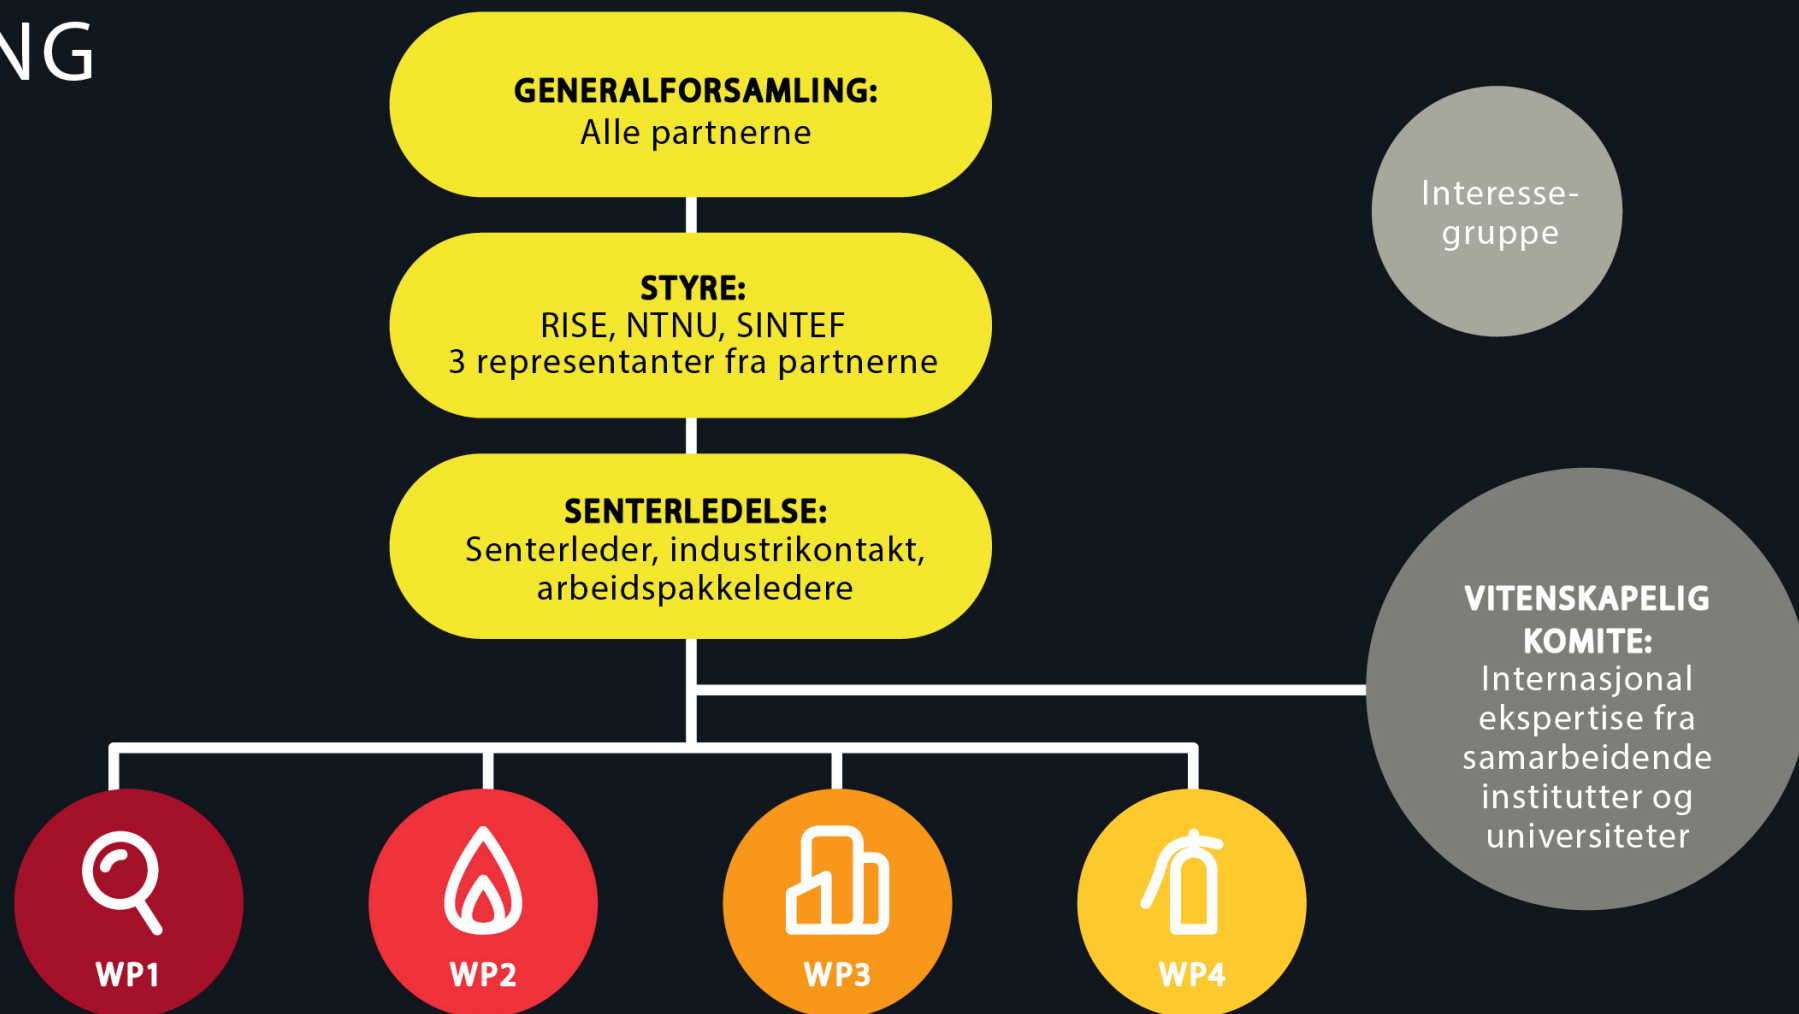 NG
GENERALFORSAMLING:
Alle partnerne
Interesse-
gruppe
STYRE:
RISE, NTNU, SINTEF
3 representanter fra partnerne
SENTERLEDELSE:
Senterleder, industrikontakt,
arbeidspakkeledere
VITENSKAPELIG
KOMITE:
Internasjonal
ekspertise fra
samarbeidende
institutter og
universiteter
WP1
WP2
WP3
WP4